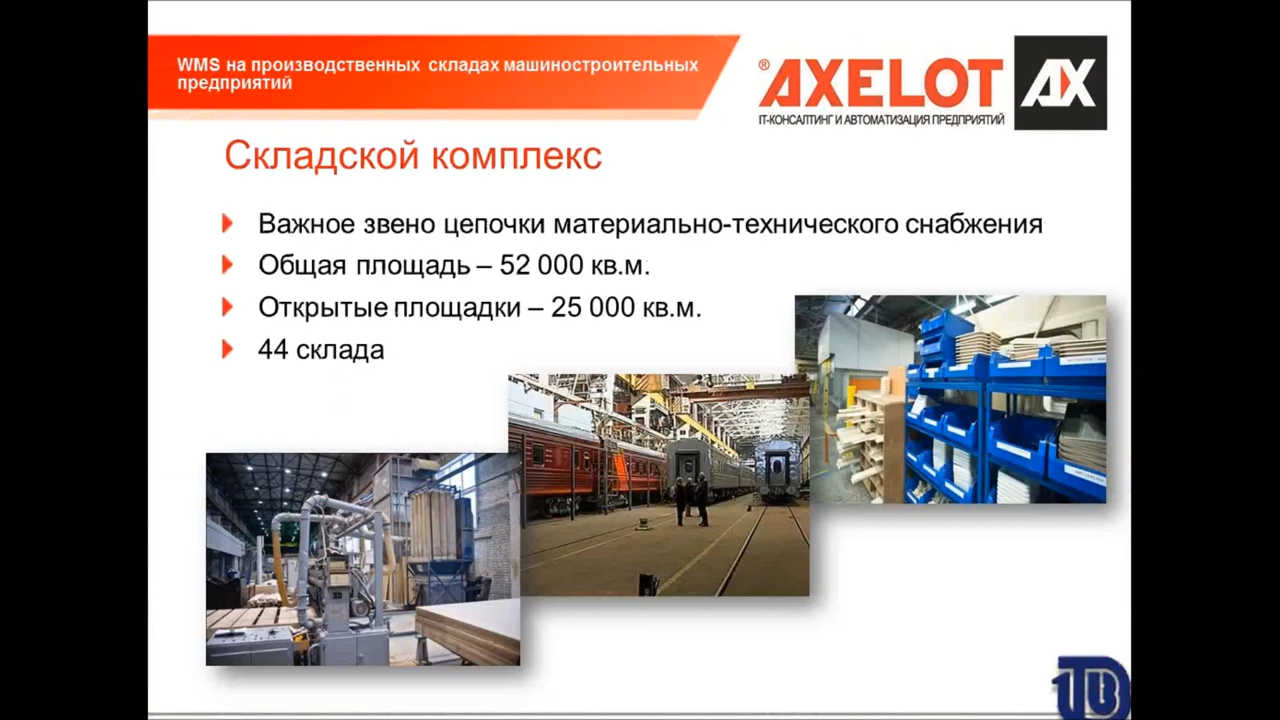 WMS на производственных складах машиностроительных
предприятий
® AXELOT AX
IT-КОНСАЛТИНГ И АВТОМАТИЗАЦИЯ ПРЕДПРИЯТИЙ
Складской комплекс
Важное звено цепочки материально-технического снабжения
Общая площадь – 52 000 кв.м.
Открытые площадки – 25 000 кв.м.
44 склада